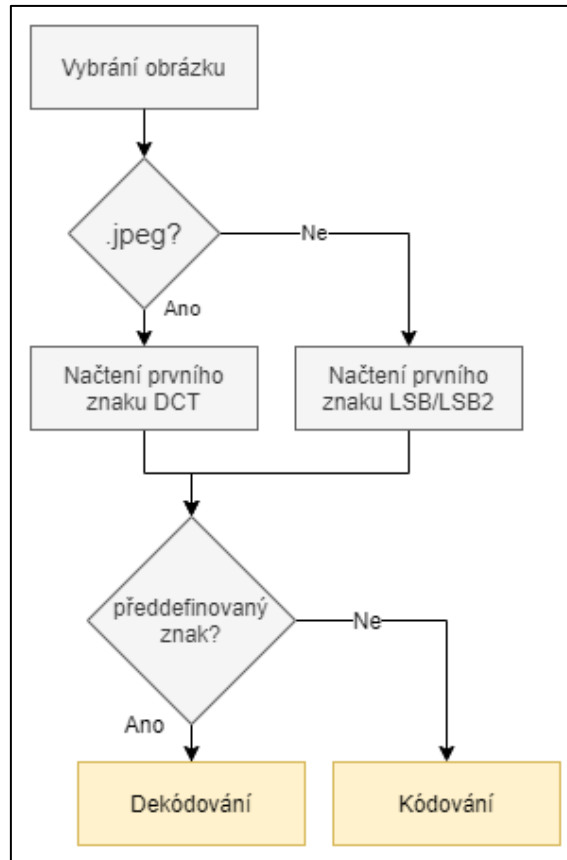 Vybrání obrázku
.jpeg?
Ne
Ano
Načtení prvního
znaku DCT
Načtení prvního
znaku LSB/LSB2
předdefinovaný
znak?
Ne
Ano
Dekódování
Kódování